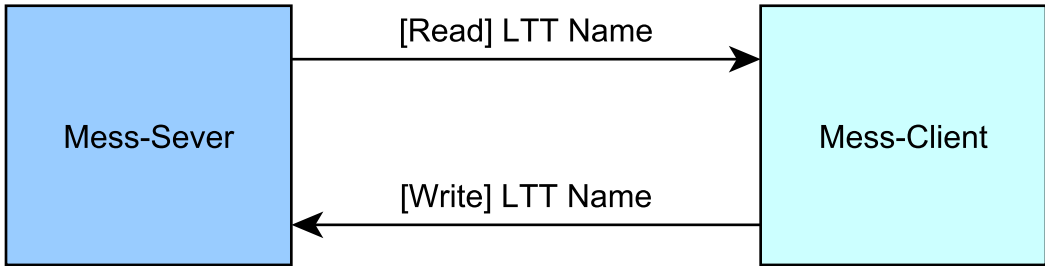 [Read] LTT Name
Mess-Sever
Mess-Client
[Write] LTT Name